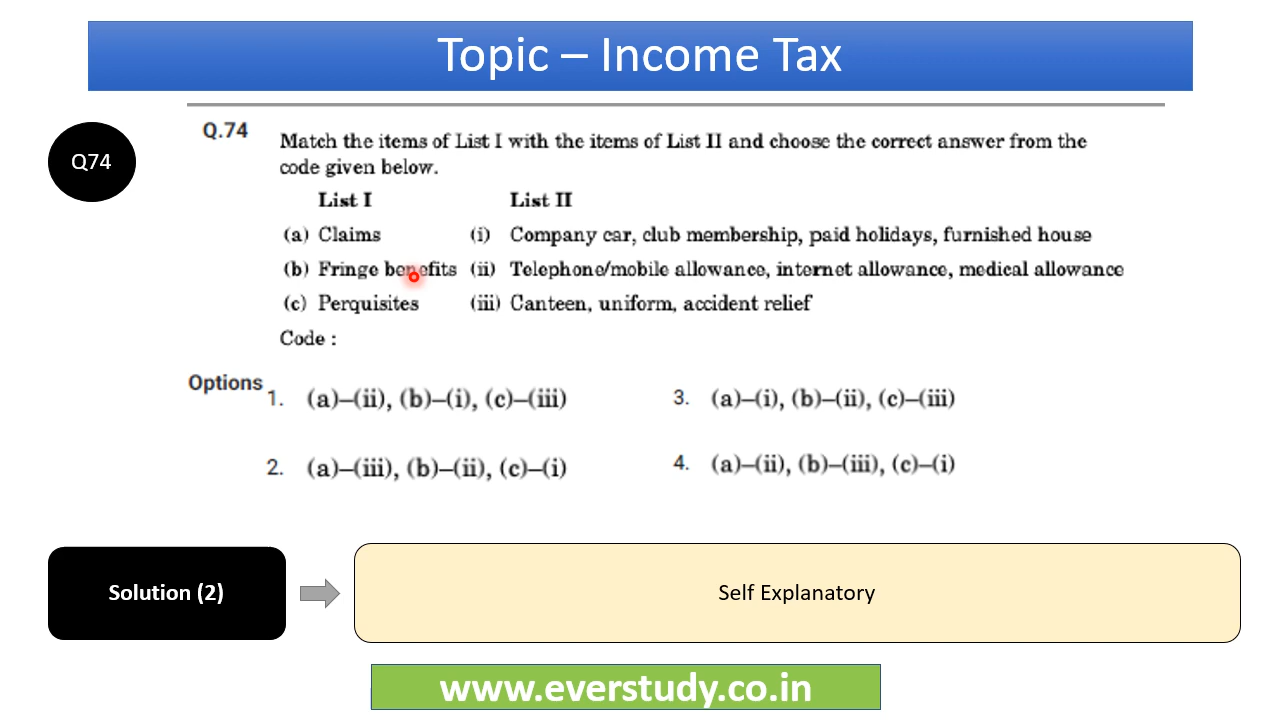 Topic – Income Tax
Q74
Q.74
Match the items of List I with the items of List II and choose the correct answer from the
code given below.
List I List II
(a) Claims (i) Company car, club membership, paid holidays, furnished house
(b) Fringe benefits (ii) Telephone/mobile allowance, internet allowance, medical allowance
(c) Perquisites (iii) Canteen, uniform, accident relief
Code :
Options
1. (a)–(ii), (b)–(i), (c)–(iii)
3. (a)–(i), (b)–(ii), (c)–(iii)
2. (a)–(iii), (b)–(ii), (c)–(i)
4. (a)–(ii), (b)–(iii), (c)–(i)
Solution (2)
Self Explanatory
www.everstudy.co.in